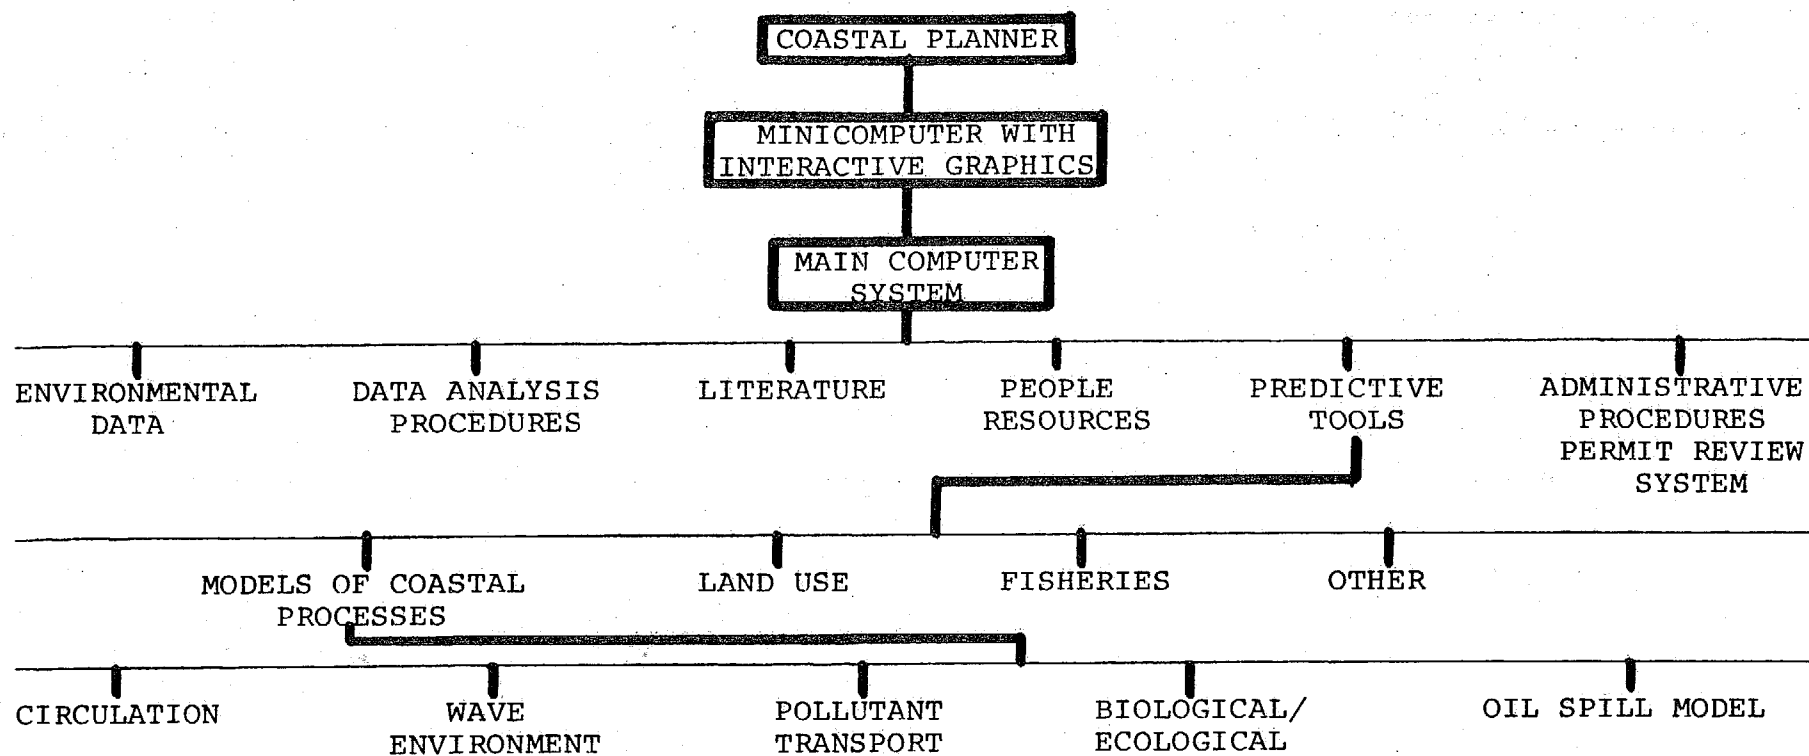 COASTAL PLANNER
MINICOMPUTER WITH
INTERACTIVE GRAPHICS
MAIN COMPUTER
SYSTEM
ENVIRONMENTAL
DATA
DATA ANALYSIS
PROCEDURES
LITERATURE
PEOPLE
RESOURCES
PREDICTIVE
TOOLS
ADMINISTRATIVE
PROCEDURES
PERMIT REVIEW
SYSTEM
MODELS OF COASTAL
PROCESSES
LAND USE
FISHERIES
OTHER
CIRCULATION
WAVE
ENVIRONMENT
POLLUTANT
TRANSPORT
BIOLOGICAL/
ECOLOGICAL
OIL SPILL MODEL